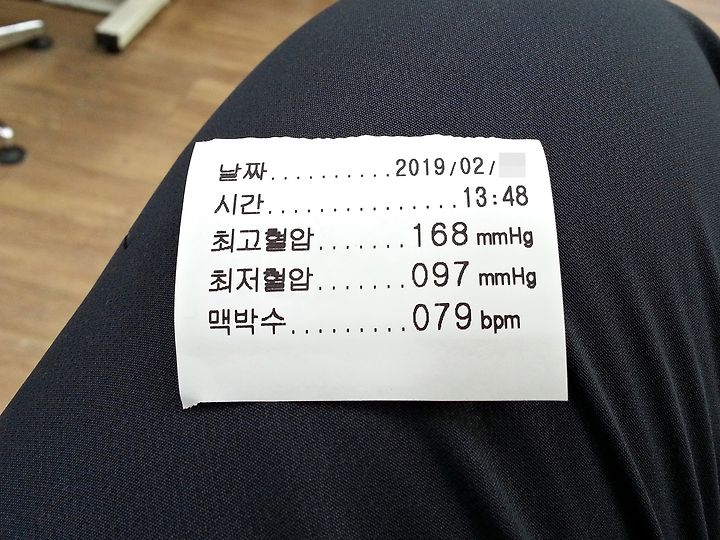 날짜..........2019/02/
시간...............13:48
최고혈압.......168 mmHg
최저혈압.......097 mmHg
맥박수.........079 bpm